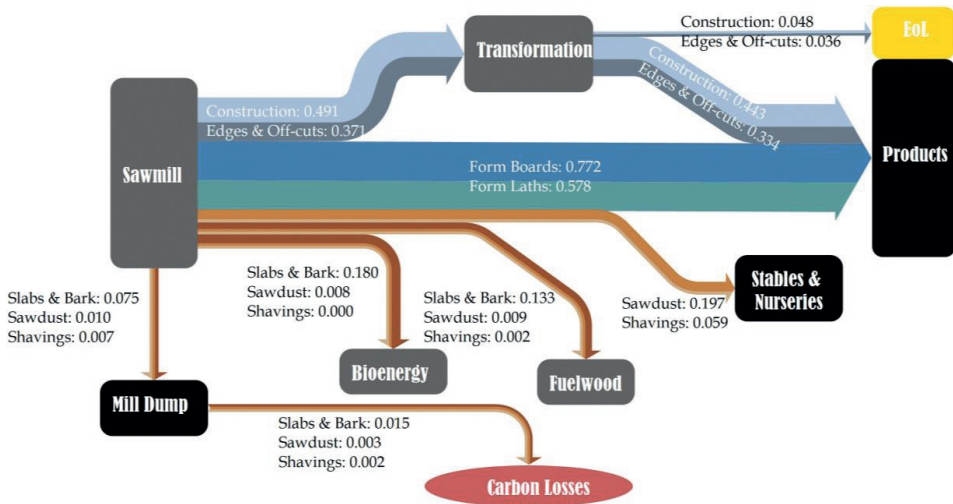 Construction: 0.048
Edges & Off-cuts: 0.036
EoL
Transformation
Construction: 0.443
Edges & Off-cuts: 0.334
Construction: 0.491
Edges & Off-cuts: 0.371
Sawmill
Form Boards: 0.772
Form Laths: 0.578
Products
Slabs & Bark: 0.075
Sawdust: 0.010
Shavings: 0.007
Slabs & Bark: 0.180
Sawdust: 0.008
Shavings: 0.000
Slabs & Bark: 0.133
Sawdust: 0.009
Shavings: 0.002
Sawdust: 0.197
Shavings: 0.059
Stables &
Nurseries
Mill Dump
Bioenergy
Fuelwood
Slabs & Bark: 0.015
Sawdust: 0.003
Shavings: 0.002
Carbon Losses